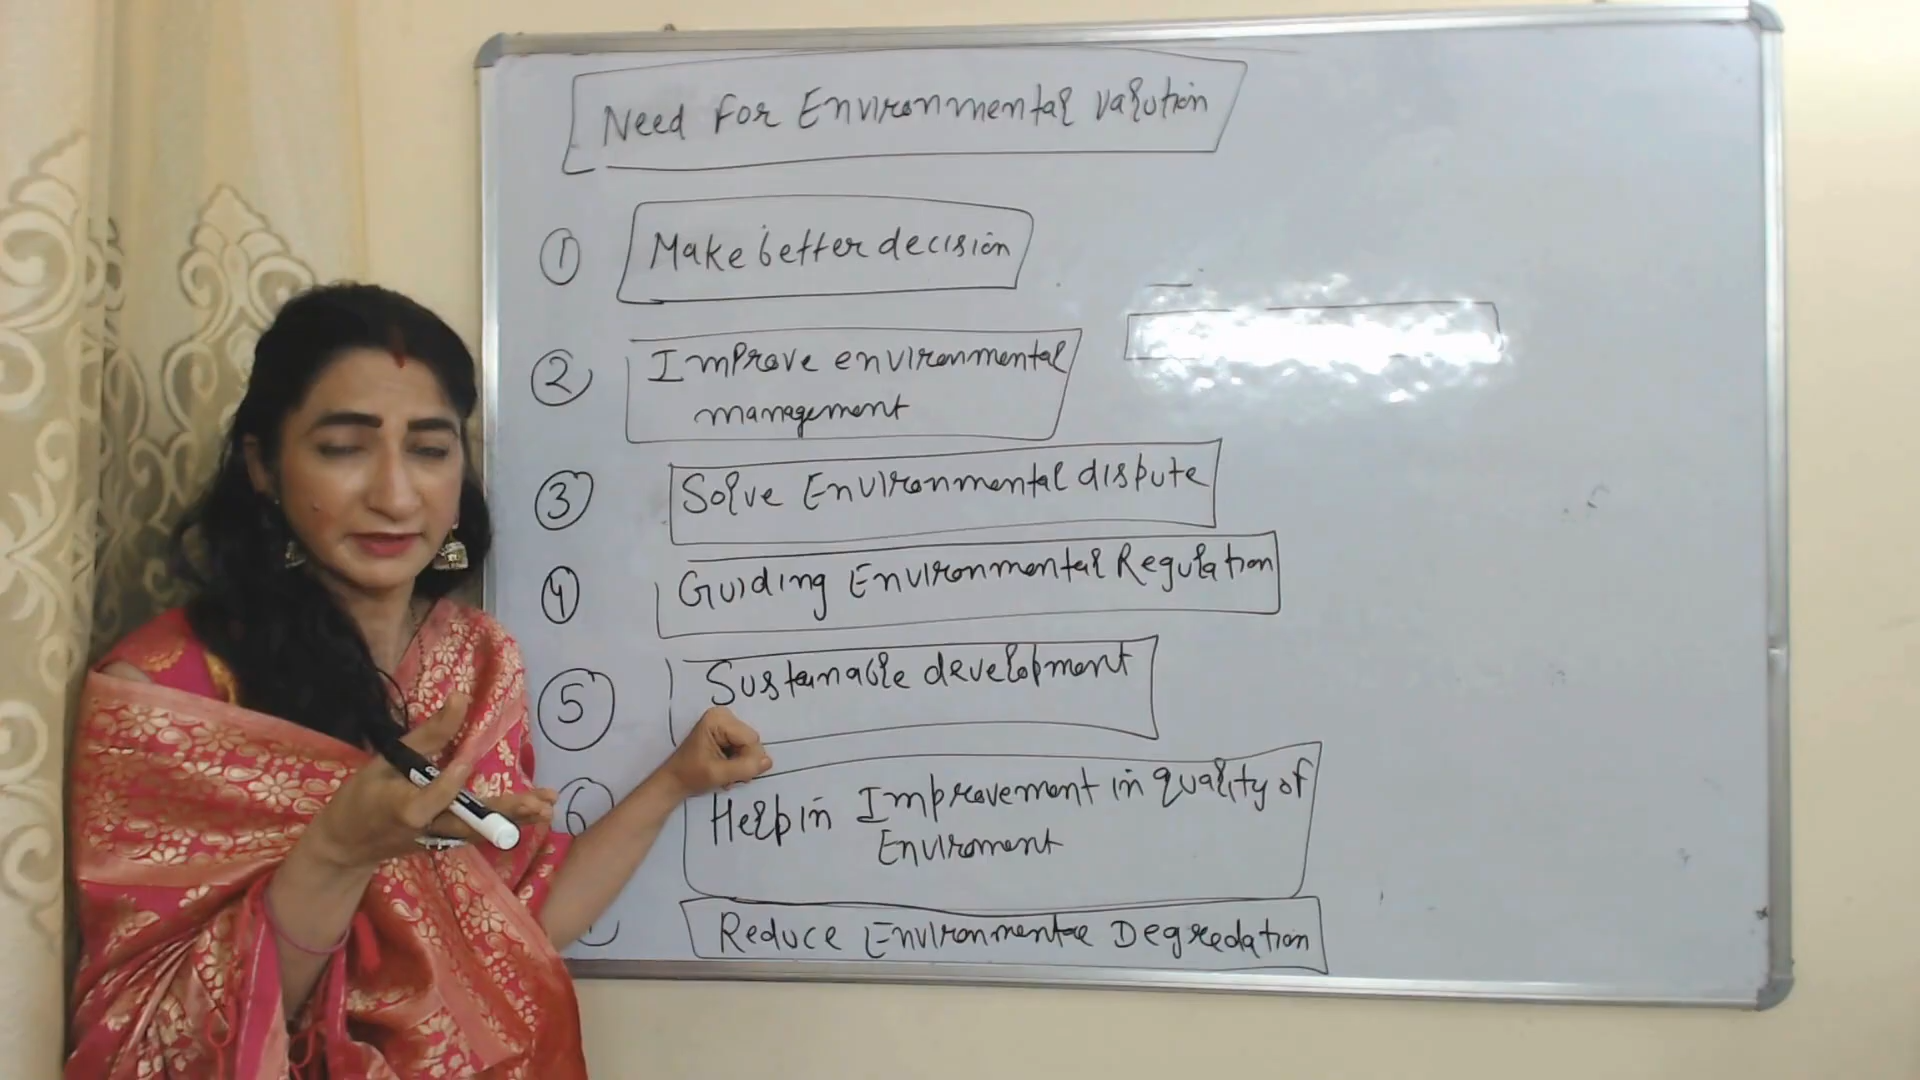 Need For Environmental Valution
1 Make better decision
2 Improve environmental
management
3 Solve Environmental dispute
4 Guiding Environmental Regulation
5 Sustainable development
6 Help in Improvement in quality of
Enviroment
Reduce Environmental Degredation